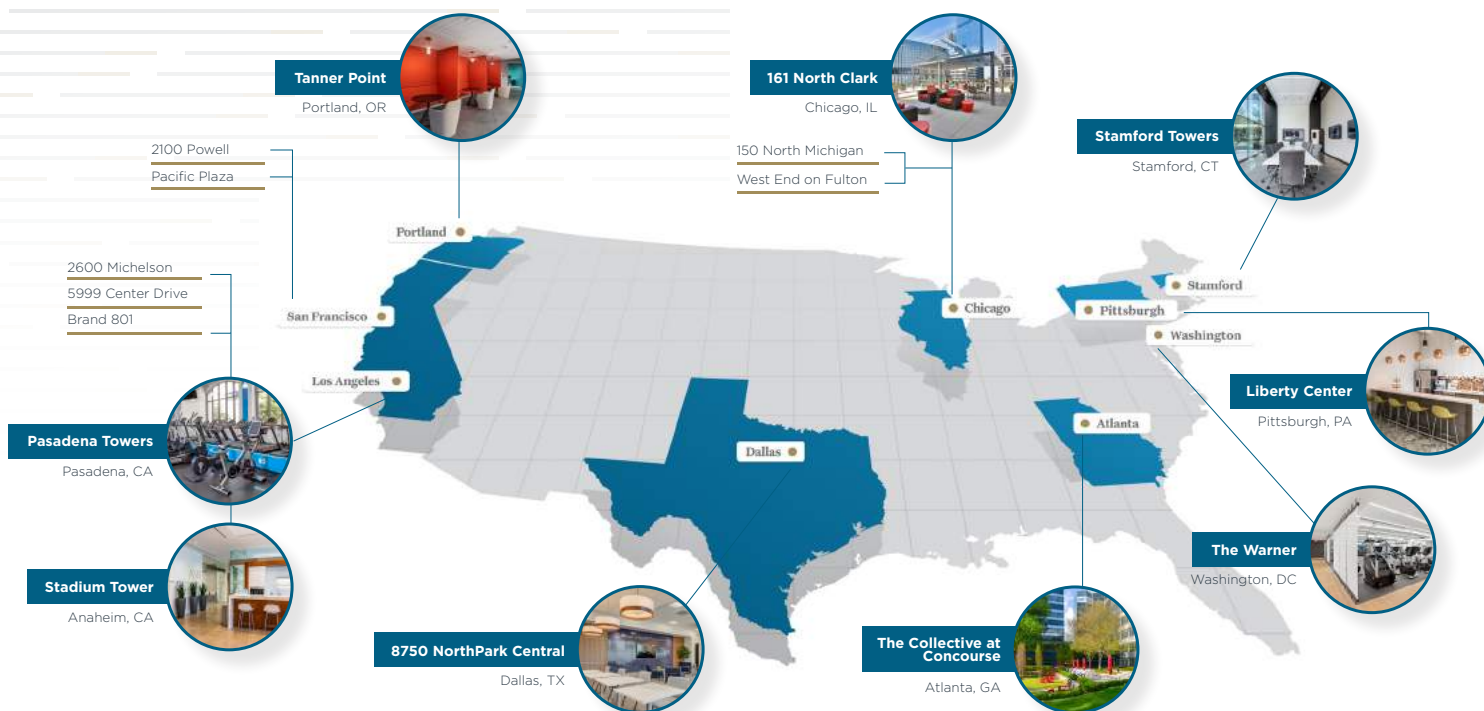 Tanner Point
Portland, OR
161 North Clark
Chicago, IL
Stamford Towers
Stamford, CT
2100 Powell
Pacific Plaza
150 North Michigan
West End on Fulton
Portland
2600 Michelson
5999 Center Drive
Brand 801
San Francisco
Chicago
Stamford
Pittsburgh
Washington
Los Angeles
Liberty Center
Pittsburgh, PA
Pasadena Towers
Pasadena, CA
Dallas
Atlanta
The Warner
Washington, DC
Stadium Tower
Anaheim, CA
8750 NorthPark Central
Dallas, TX
The Collective at
Concourse
Atlanta, GA